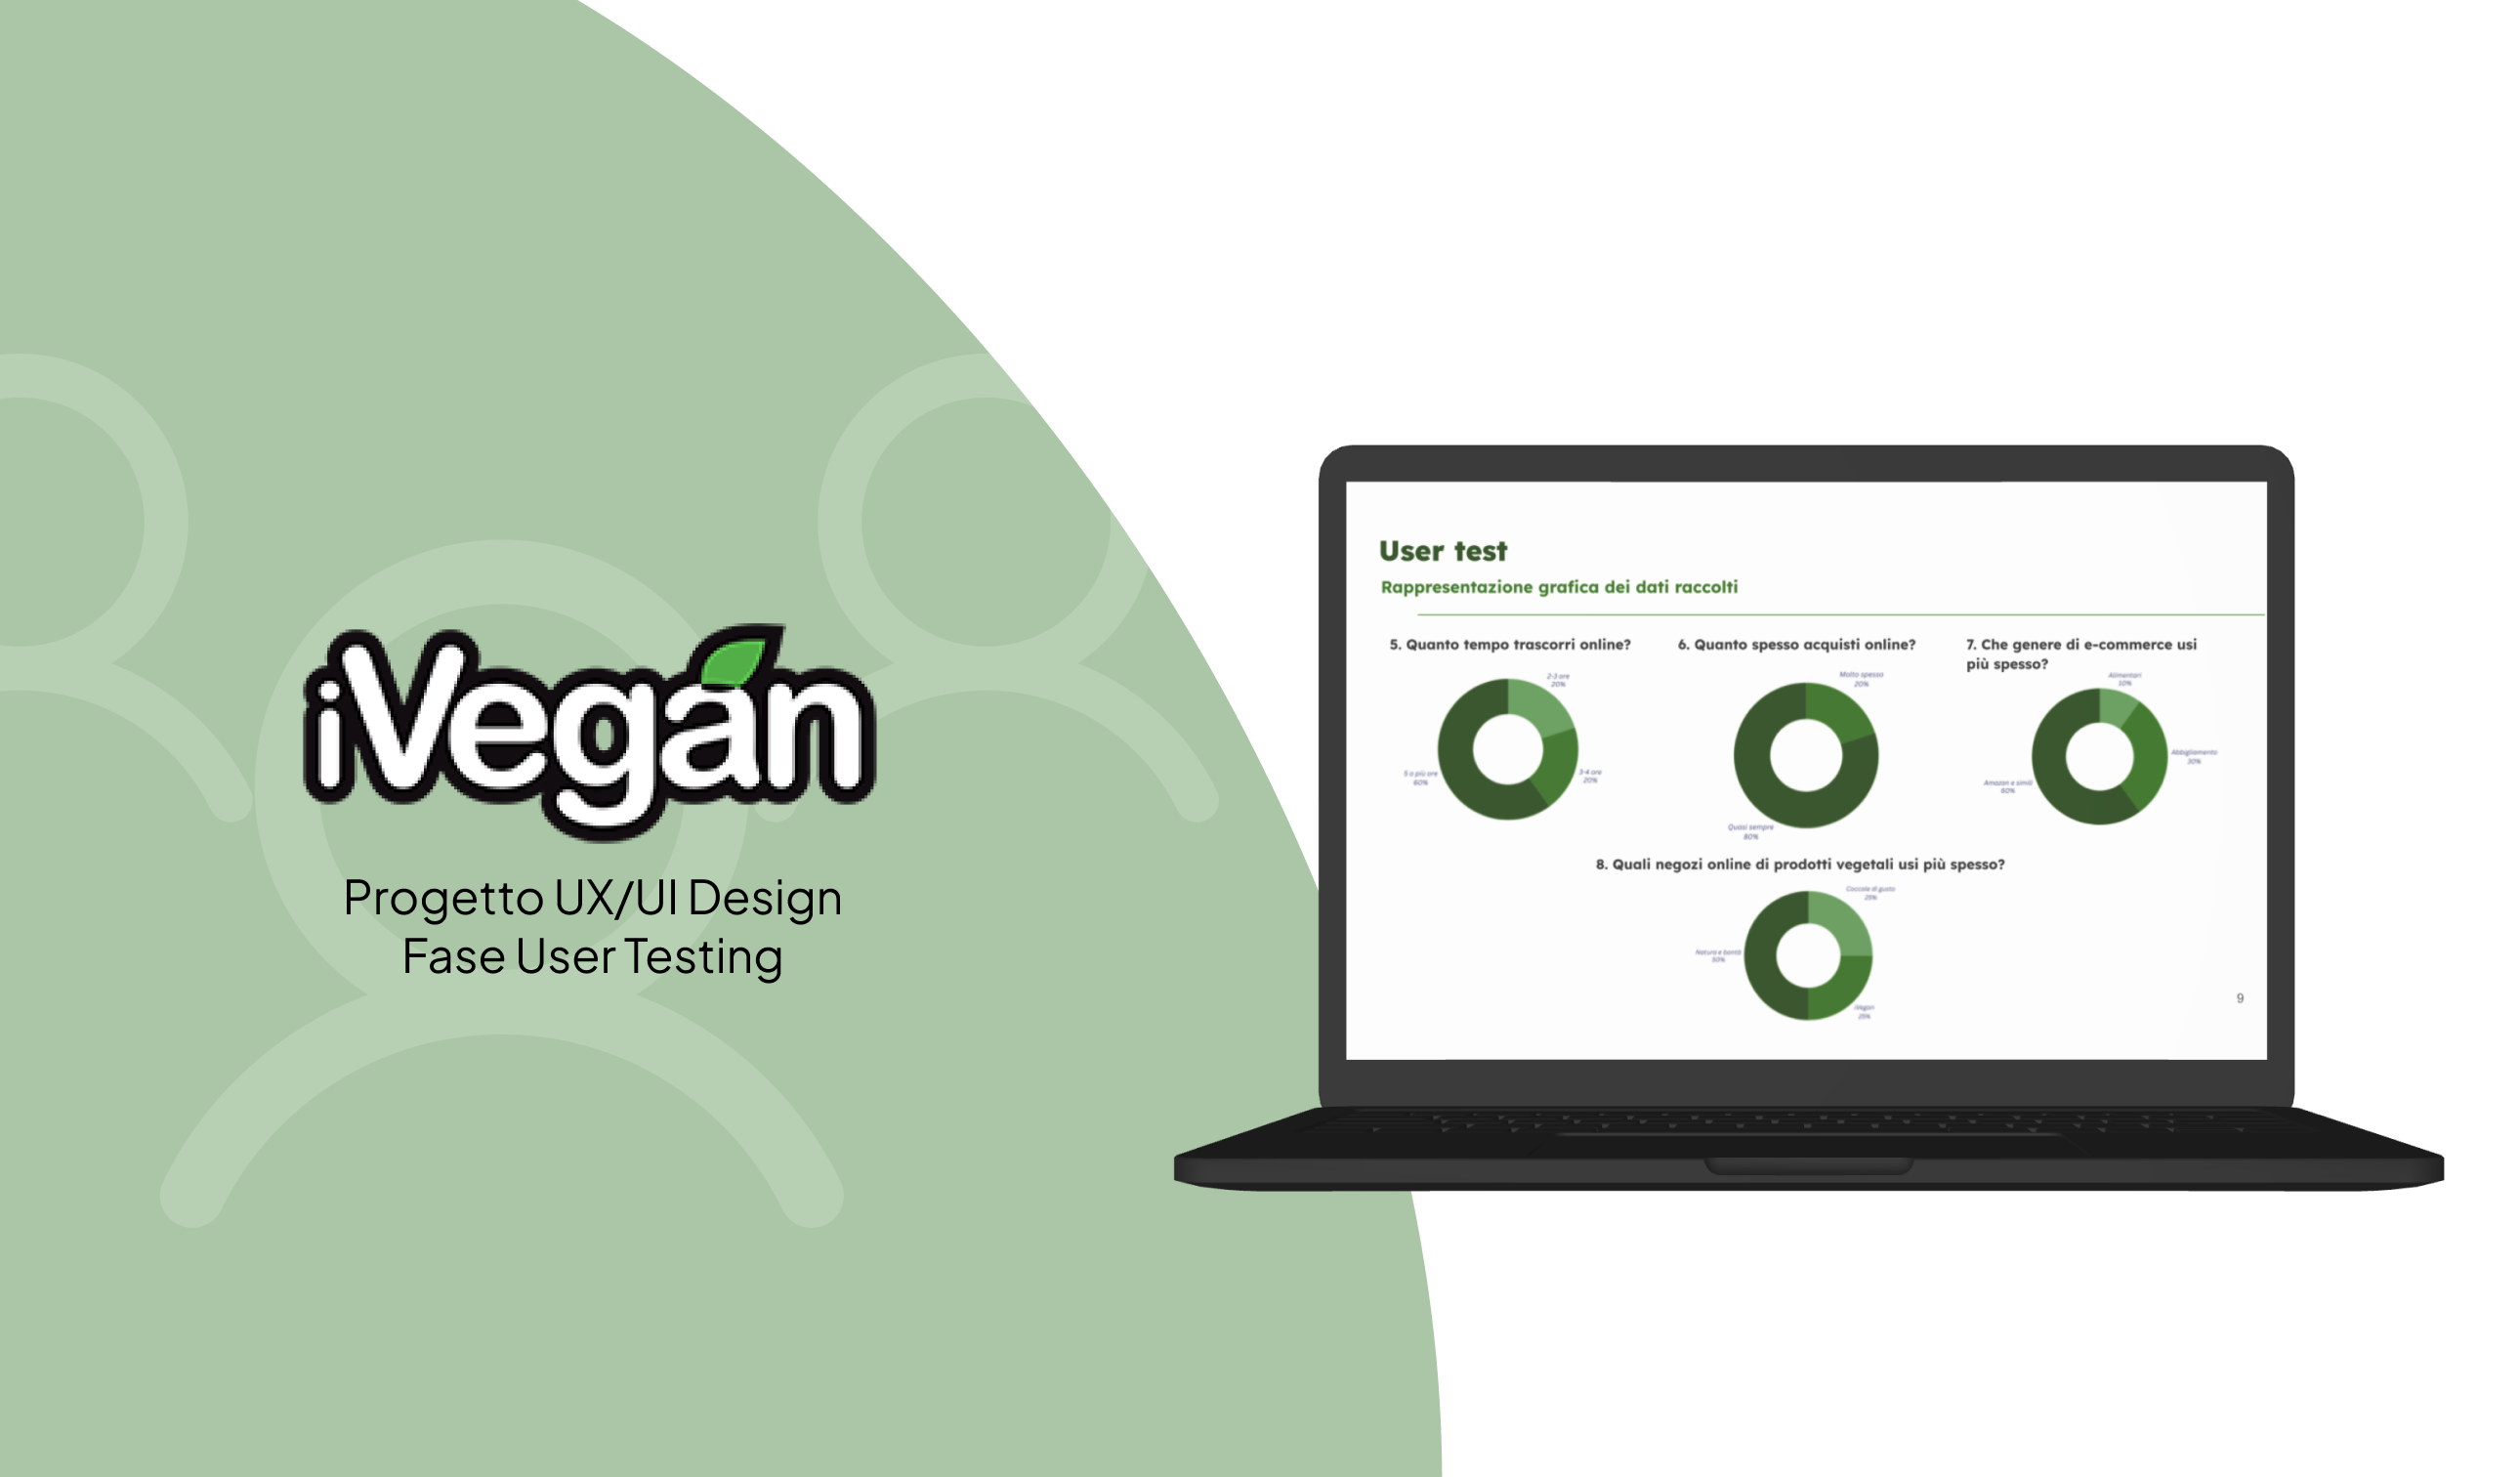 iVegan
Progetto UX/UI Design
Fase User Testing
User test
Rappresentazione grafica dei dati raccolti
5. Quanto tempo trascorri online?
2-3 ore
20%
3-4 ore
20%
5 o più ore
60%
6. Quanto spesso acquisti online?
Molto spesso
20%
Quasi sempre
80%
7. Che genere di e-commerce usi
più spesso?
Alimentari
10%
Abbigliamento
30%
Amazon e simili
60%
8. Quali negozi online di prodotti vegetali usi più spesso?
Coccole di gusto
25%
Natura e bontà
50%
iVegan
25%
9